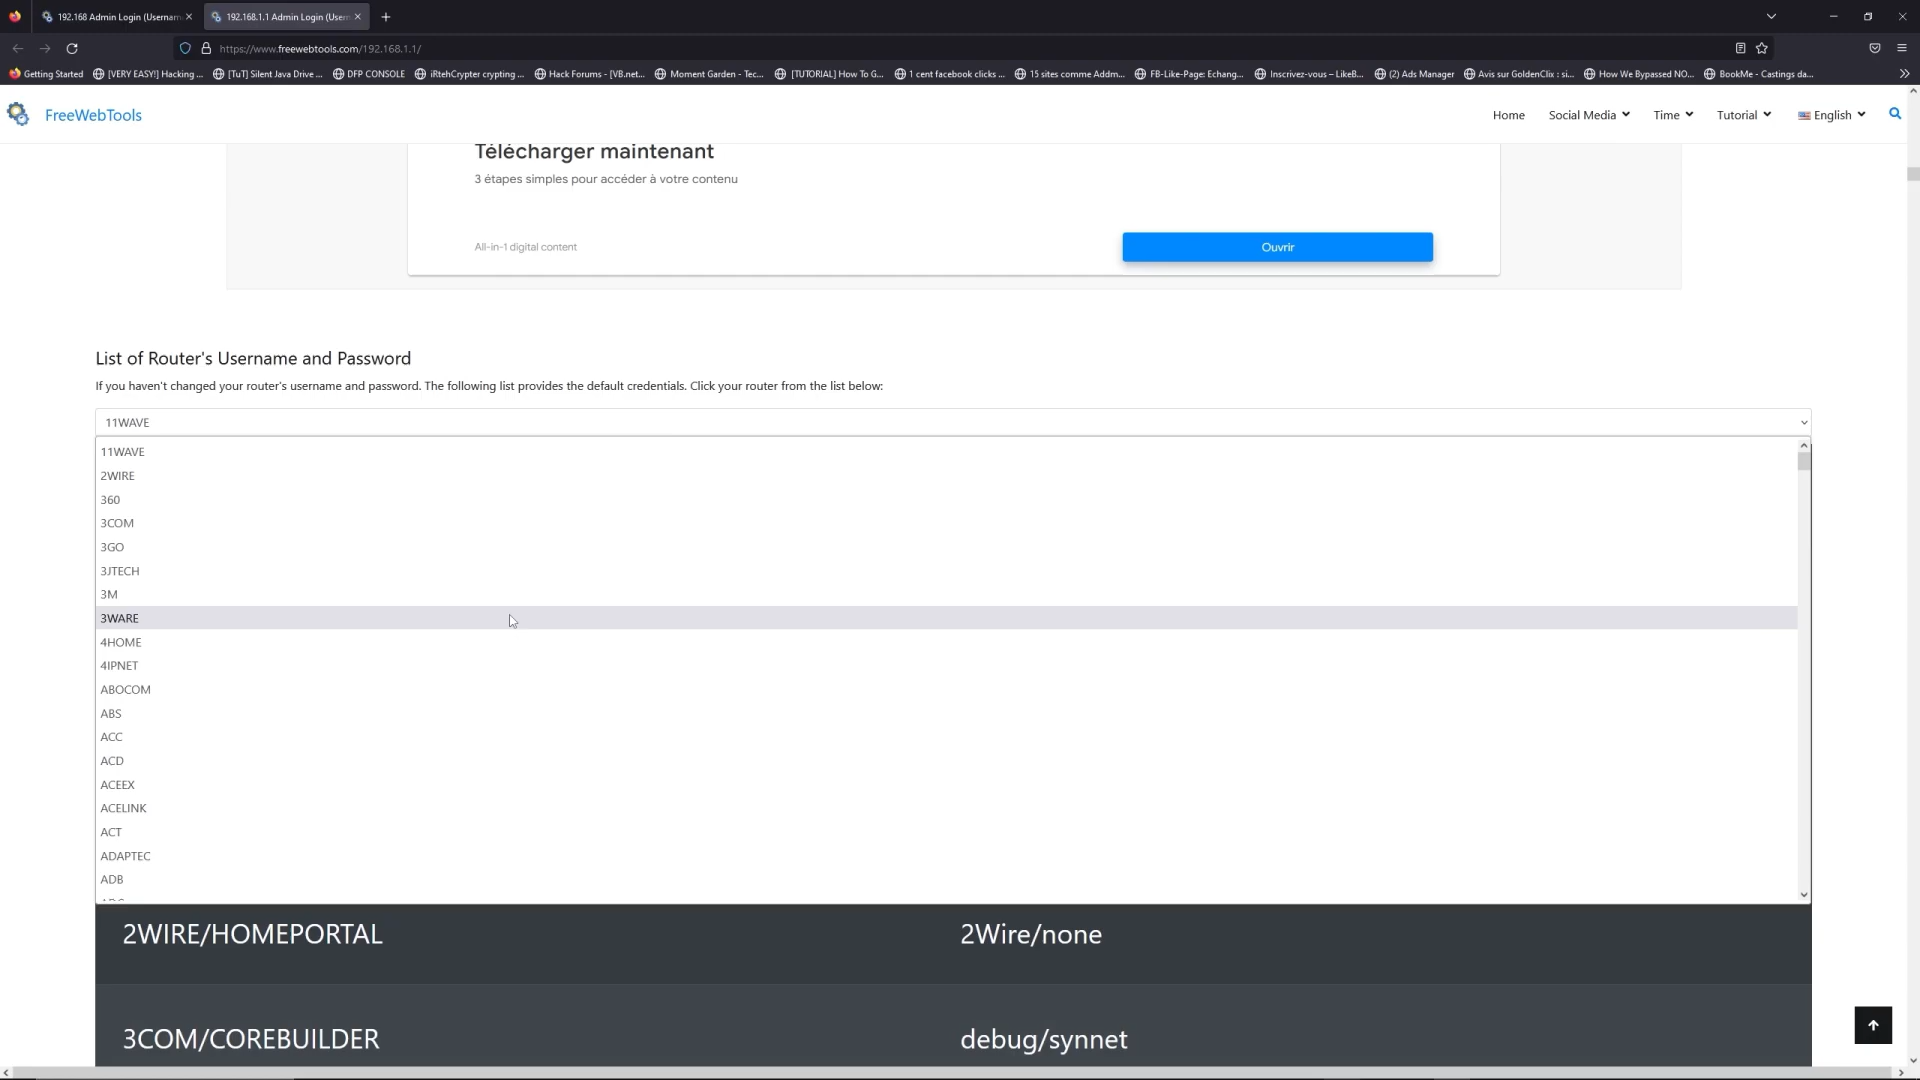 192.168 Admin Login (Usernam
192.168.1.1 Admin Login (Usern
https://www.freewebtools.com/192.168.1.1/
Getting Started
[VERY EASY!] Hacking ...
[TuT] Silent Java Drive ...
DFP CONSOLE
iRtehCrypter crypting ...
Hack Forums - [VB.net...
Moment Garden - Tec...
[TUTORIAL] How To G...
1 cent facebook clicks ...
15 sites comme Addm...
FB-Like-Page: Echang...
Inscrivez-vous – LikeB...
(2) Ads Manager
Avis sur GoldenClix : si...
How We Bypassed NO...
BookMe - Castings da...
FreeWebTools
Home
Social Media
Time
Tutorial
English
Télécharger maintenant
3 étapes simples pour accéder à votre contenu
All-in-1 digital content
Ouvrir
List of Router's Username and Password
If you haven't changed your router's username and password. The following list provides the default credentials. Click your router from the list below:
11WAVE
11WAVE
2WIRE
360
3COM
3GO
3JTECH
3M
3WARE
4HOME
4IPNET
ABOCOM
ABS
ACC
ACD
ACEEX
ACELINK
ACT
ADAPTEC
ADB
2WIRE/HOMEPORTAL
2Wire/none
3COM/COREBUILDER
debug/synnet